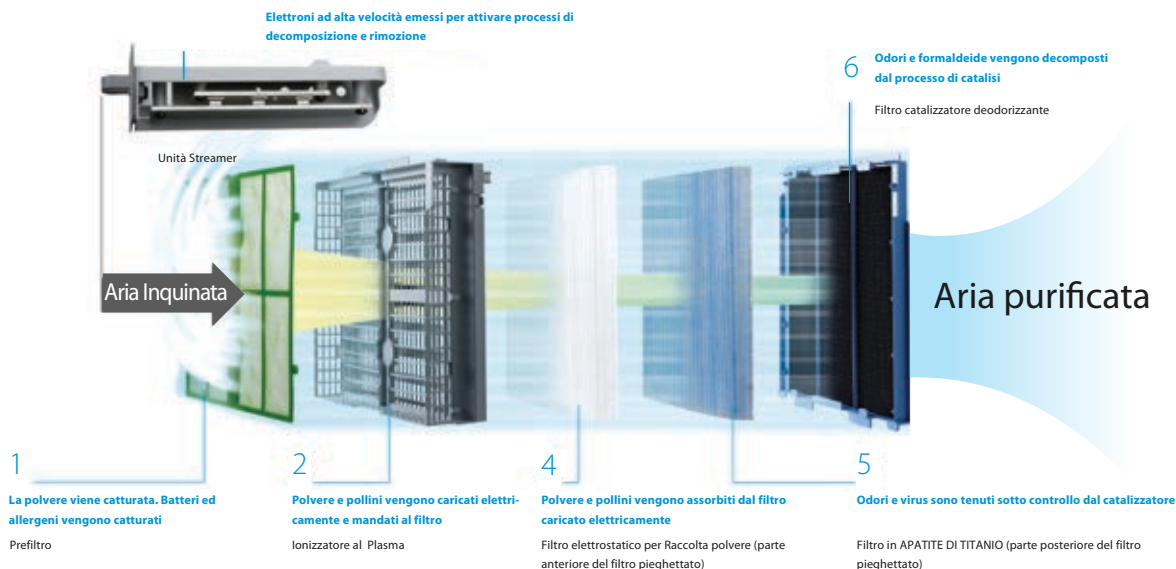 Elettroni ad alta velocità emessi per attivare processi di
decomposizione e rimozione
6
Odori e formaldeide vengono decomposti
dal processo di catalisi
Filtro catalizzatore deodorizzante
Unità Streamer
Aria Inquinata
Aria purificata
1
La polvere viene catturata. Batteri ed
allergeni vengono catturati
Prefiltro
2
Polvere e pollini vengono caricati elettri-
camente e mandati al filtro
Ionizzatore al Plasma
4
Polvere e pollini vengono assorbiti dal filtro
caricato elettricamente
Filtro elettrostatico per Raccolta polvere (parte
anteriore del filtro pieghettato)
5
Odori e virus sono tenuti sotto controllo dal catalizzatore
Filtro in APATITE DI TITANIO (parte posteriore del filtro
pieghettato)